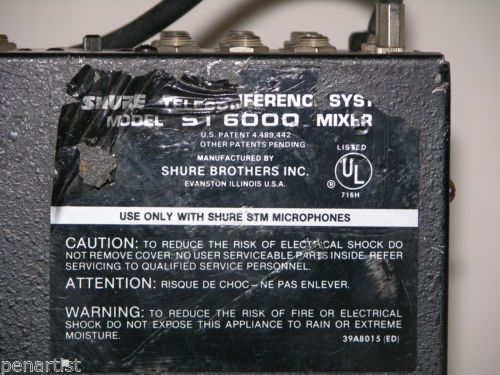 SHURE TELECONFERENC SYST
MODEL ST6000 MIXER
U.S. PATENT 4,489,442
OTHER PATENTS PENDING
MANUFACTURED BY
SHURE BROTHERS INC.
EVANSTON ILLINOIS U.S.A.
LISTED
UL
®
716H
USE ONLY WITH SHURE STM MICROPHONES
CAUTION: TO REDUCE THE RISK OF ELECTRICAL SHOCK DO
NOT REMOVE COVER. NO USER SERVICEABLE PARTS INSIDE. REFER
SERVICING TO QUALIFIED SERVICE PERSONNEL.
ATTENTION: RISQUE DE CHOC– NE PAS ENLEVER.
WARNING: TO REDUCE THE RISK OF FIRE OR ELECTRICAL
SHOCK DO NOT EXPOSE THIS APPLIANCE TO RAIN OR EXTREME
MOISTURE.
39A8015 (ED)
penartist